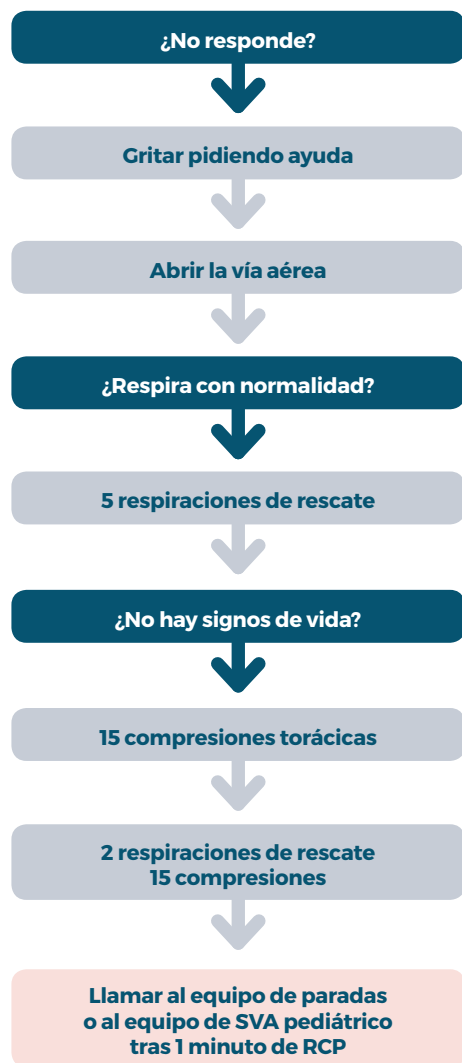 ¿No responde?
Gritar pidiendo ayuda
Abrir la vía aérea
¿Respira con normalidad?
5 respiraciones de rescate
¿No hay signos de vida?
15 compresiones torácicas
2 respiraciones de rescate
15 compresiones
Llamar al equipo de paradas
o al equipo de SVA pediátrico
tras 1 minuto de RCP